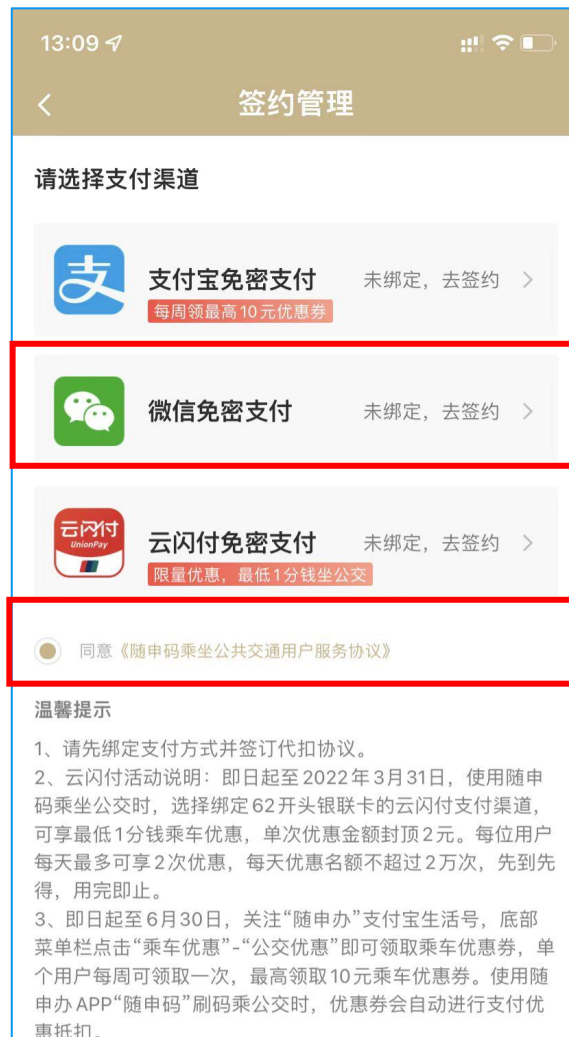 13:09
签约管理
请选择支付渠道
支
支付宝免密支付
未绑定，去签约
每周领最高10元优惠券
微信免密支付
未绑定，去签约
云闪付
UnionPay
云闪付免密支付
未绑定，去签约
限量优惠，最低1分钱坐公交
同意《随申码乘坐公共交通用户服务协议》
温馨提示
1、请先绑定支付方式并签订代扣协议。
2、云闪付活动说明：即日起至2022年3月31日，使用随申
码乘坐公交时，选择绑定62开头银联卡的云闪付支付渠道，
可享最低1分钱乘车优惠，单次优惠金额封顶2元。每位用户
每天最多可享2次优惠，每天优惠名额不超过2万次，先到先
得，用完即止。
3、即日起至6月30日，关注“随申办”支付宝生活号，底部
菜单栏点击“乘车优惠”-“公交优惠”即可领取乘车优惠券，单
个用户每周可领取一次，最高领取10元乘车优惠券。使用随
申办APP“随申码”刷码乘公交时，优惠券会自动进行支付优
惠抵扣。